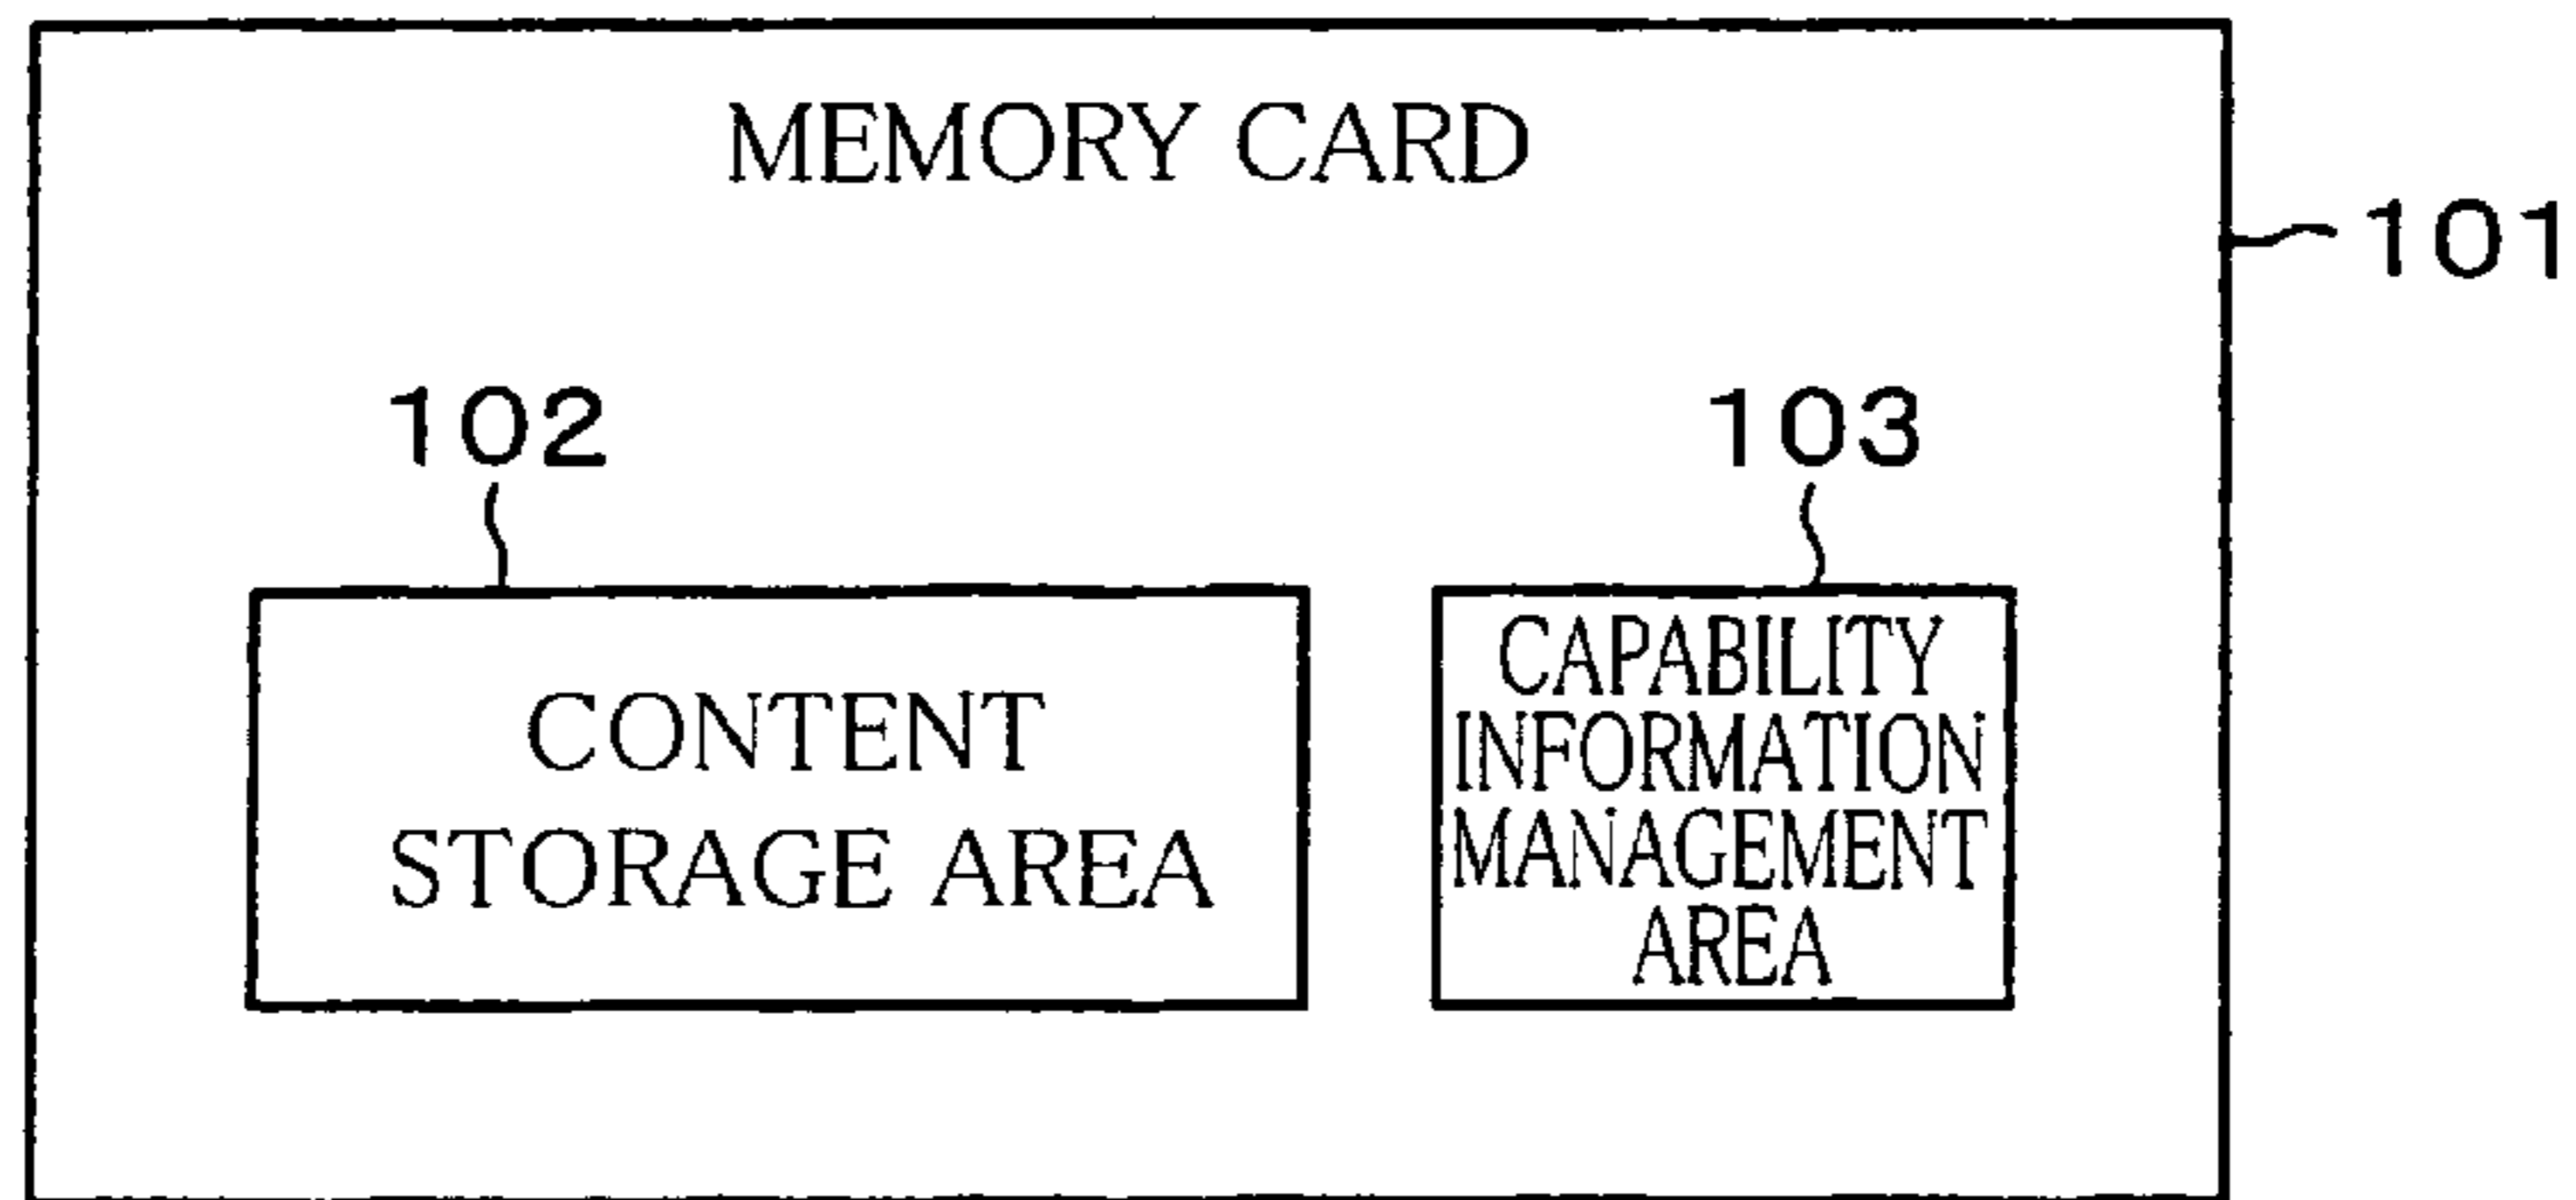 MEMORY CARD
101
102
103
CONTENT
STORAGE AREA
CAPABILITY
INFORMATION
MANAGEMENT
AREA